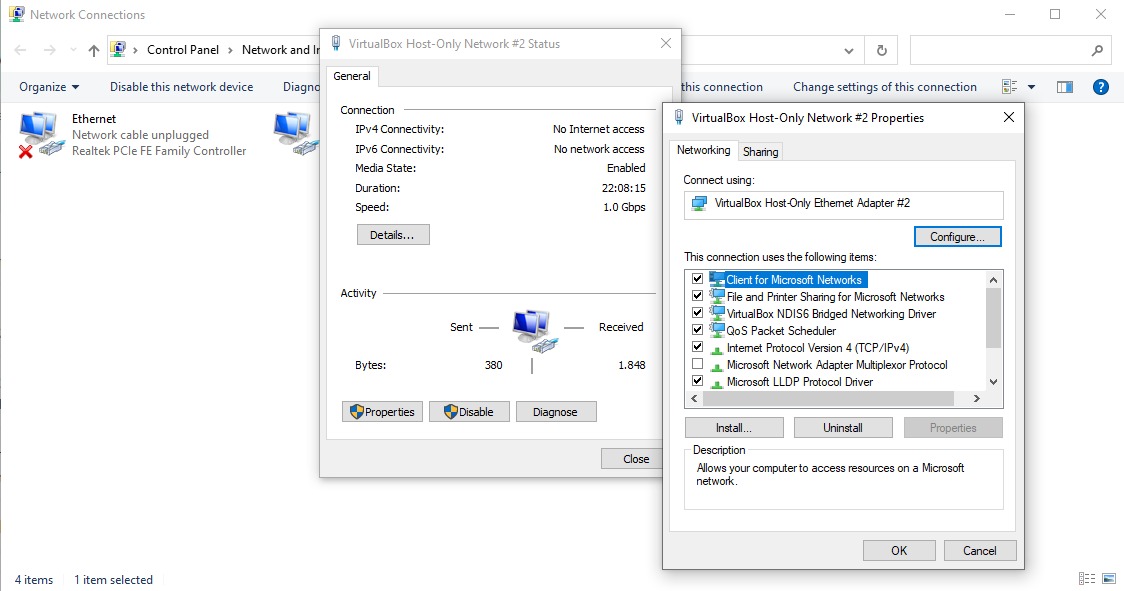 Network Connections
Control Panel
Network and In
Organize
Disable this network device
Diagno
this connection
Change settings of this connection
Ethernet
Network cable unplugged
Realtek PCIe FE Family Controller
VirtualBox Host-Only Network #2 Status
General
Connection
IPv4 Connectivity: No Internet access
IPv6 Connectivity: No network access
Media State: Enabled
Duration: 22:08:15
Speed: 1.0 Gbps
Details...
Activity
Sent Received
Bytes: 380 1.848
Properties
Disable
Diagnose
Close
VirtualBox Host-Only Network #2 Properties
Networking
Sharing
Connect using:
VirtualBox Host-Only Ethernet Adapter #2
Configure...
This connection uses the following items:
Client for Microsoft Networks
File and Printer Sharing for Microsoft Networks
VirtualBox NDIS6 Bridged Networking Driver
QoS Packet Scheduler
Internet Protocol Version 4 (TCP/IPv4)
Microsoft Network Adapter Multiplexor Protocol
Microsoft LLDP Protocol Driver
Install...
Uninstall
Properties
Description
Allows your computer to access resources on a Microsoft
network.
OK
Cancel
4 items
1 item selected